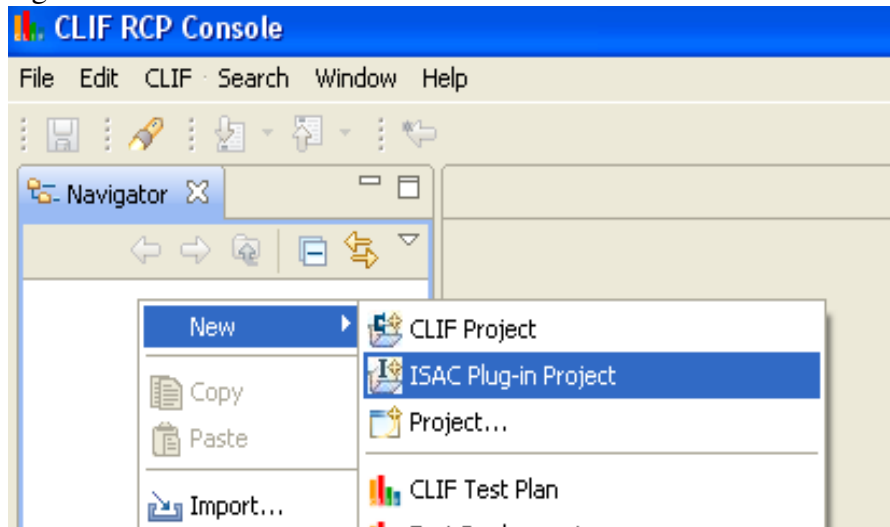 CLIF RCP Console
File Edit CLIF Search Window Help
Navigator
New
CLIF Project
ISAC Plug-in Project
Copy
Project...
Paste
CLIF Test Plan
Import...